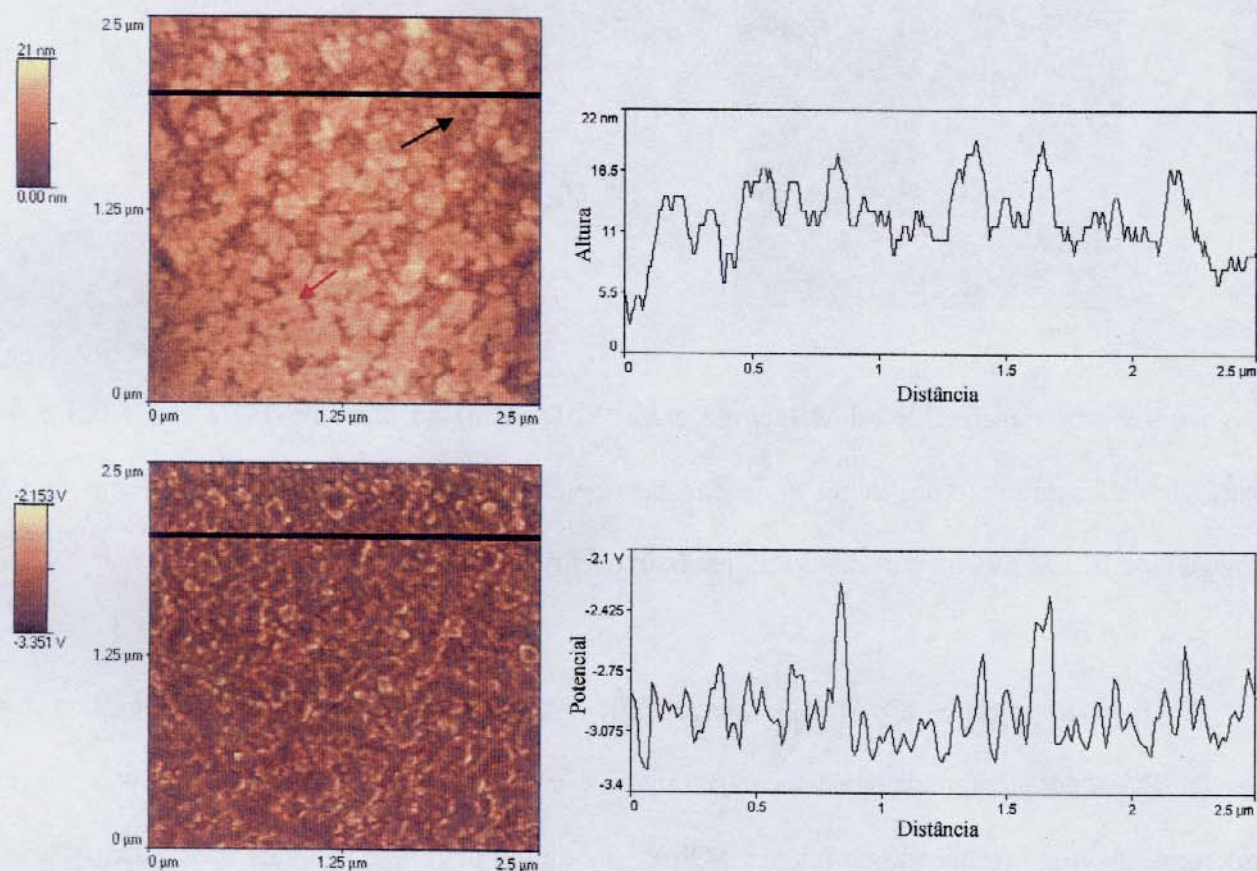 2.5 µm
21 nm
0.00 nm
1.25 µm
0 µm
0 µm
1.25 µm
2.5 µm
22 nm
16.5
11
5.5
0
Altura
0
0.5
1
1.5
2
2.5 µm
Distância
2.5 µm
-2.153 V
-3.351 V
1.25 µm
0 µm
0 µm
1.25 µm
2.5 µm
-2.1 V
-2.425
-2.75
-3.075
-3.4
Potencial
0
0.5
1
1.5
2
2.5 µm
Distância